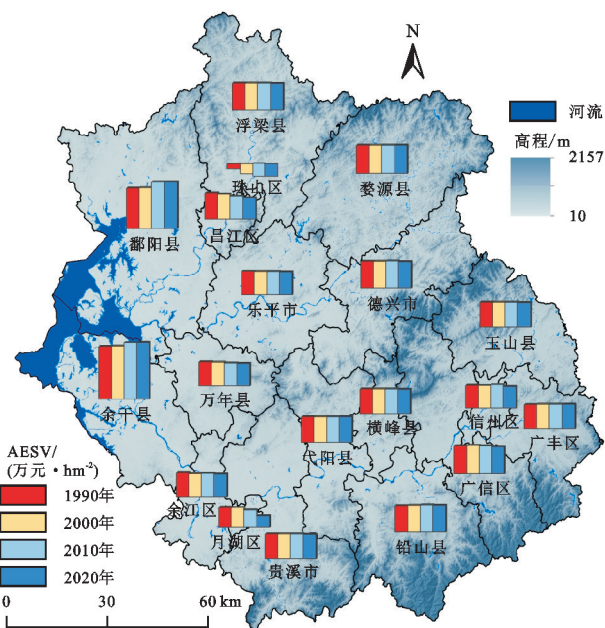 N
河流
高程/m
2157
10
浮梁县
珠山区
婺源县
昌江区
鄱阳县
乐平市
德兴市
玉山县
万年县
余干县
横峰县
信州区
广丰区
弋阳县
广信区
余江区
月湖区
铅山县
贵溪市
AESV/
(万元·hm⁻²)
1990年
2000年
2010年
2020年
0 30 60 km